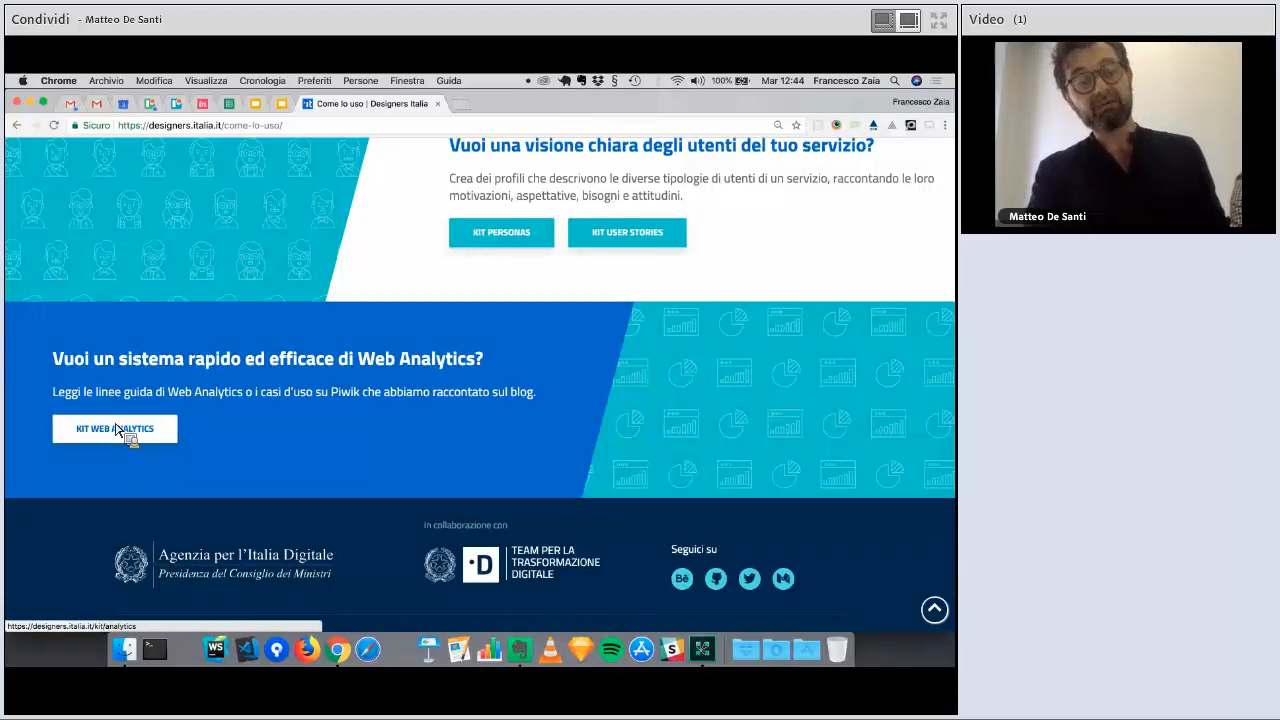 Condividi - Matteo De Santi
Video (1)
Chrome Archivio Modifica Visualizza Cronologia Preferiti Persone Finestra Guida 100% Mar 12:44 Francesco Zaia
Come lo uso | Designers Italia
Francesco Zaia
Sicuro https://designers.italia.it/come-lo-uso/
Vuoi una visione chiara degli utenti del tuo servizio?
Crea dei profili che descrivono le diverse tipologie di utenti di un servizio, raccontando le loro
motivazioni, aspettative, bisogni e attitudini.
KIT PERSONAS KIT USER STORIES
Matteo De Santi
Vuoi un sistema rapido ed efficace di Web Analytics?
Leggi le linee guida di Web Analytics o i casi d'uso su Piwik che abbiamo raccontato sul blog.
KIT WEB ANALYTICS
In collaborazione con
Agenzia per l'Italia Digitale
Presidenza del Consiglio dei Ministri
·D
TEAM PER LA
TRASFORMAZIONE
DIGITALE
Seguici su
Bē
https://designers.italia.it/kit/analytics
WS